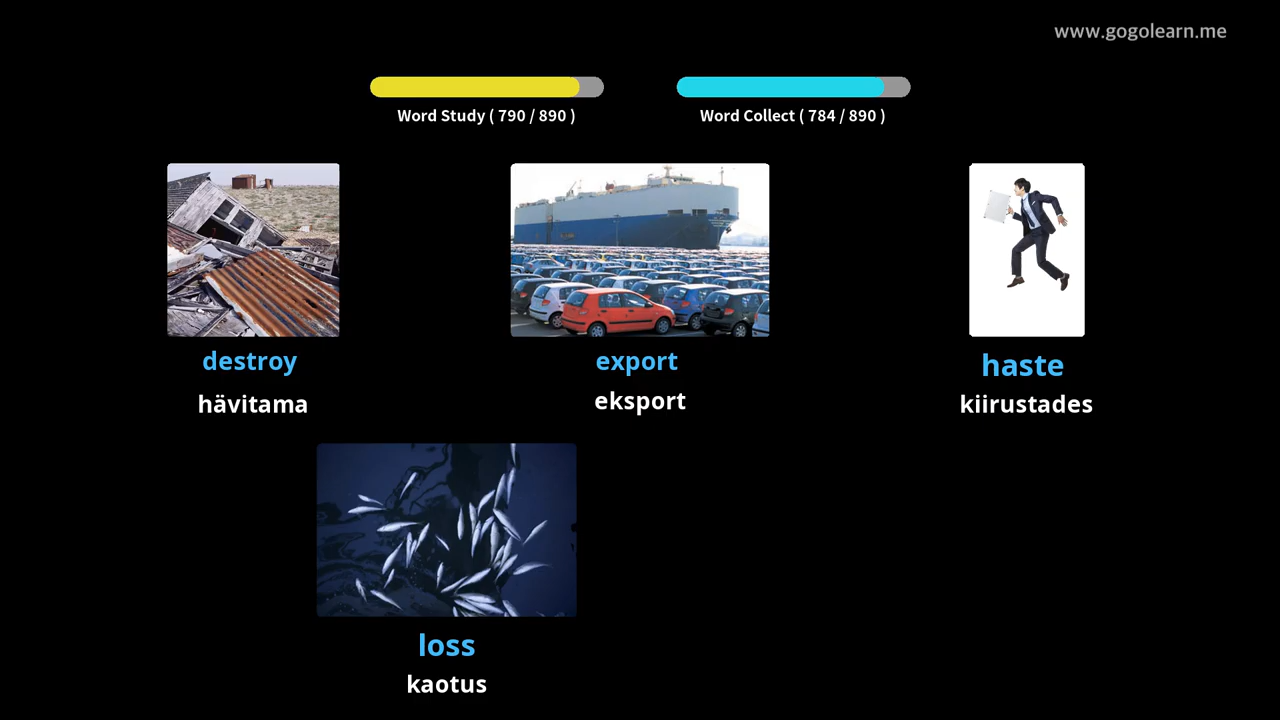 www.gogolearn.me
Word Study ( 790 / 890 )
Word Collect ( 784 / 890 )
destroy
hävitama
export
eksport
haste
kiirustades
loss
kaotus